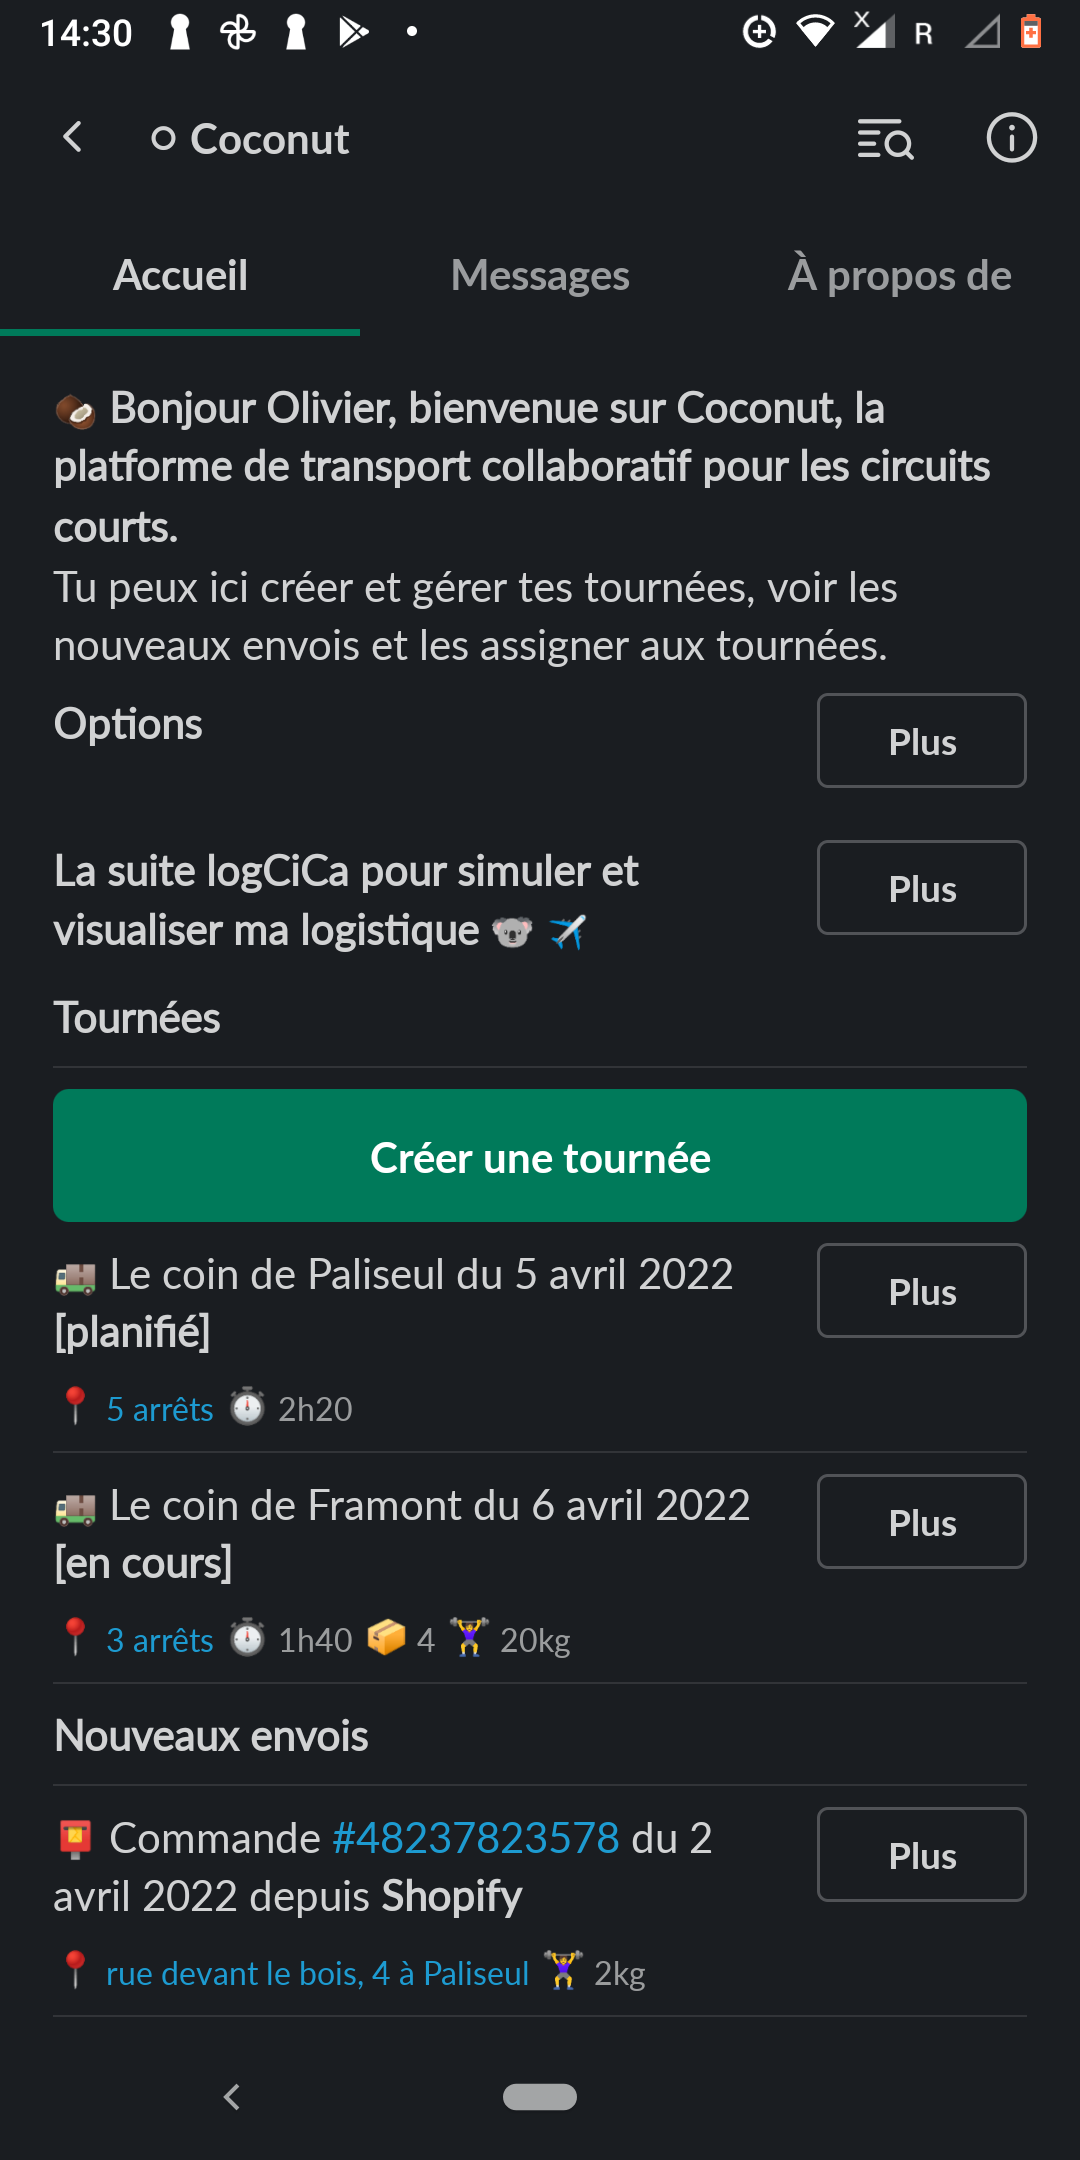 14:30
R
Coconut
Accueil
Messages
À propos de
Bonjour Olivier, bienvenue sur Coconut, la
platforme de transport collaboratif pour les circuits
courts.
Tu peux ici créer et gérer tes tournées, voir les
nouveaux envois et les assigner aux tournées.
Options
Plus
La suite logCiCa pour simuler et
visualiser ma logistique
Plus
Tournées
Créer une tournée
Le coin de Paliseul du 5 avril 2022
[planifié]
Plus
5 arrêts 2h20
Le coin de Framont du 6 avril 2022
[en cours]
Plus
3 arrêts 1h40 4 20kg
Nouveaux envois
Commande #48237823578 du 2
avril 2022 depuis Shopify
Plus
rue devant le bois, 4 à Paliseul 2kg